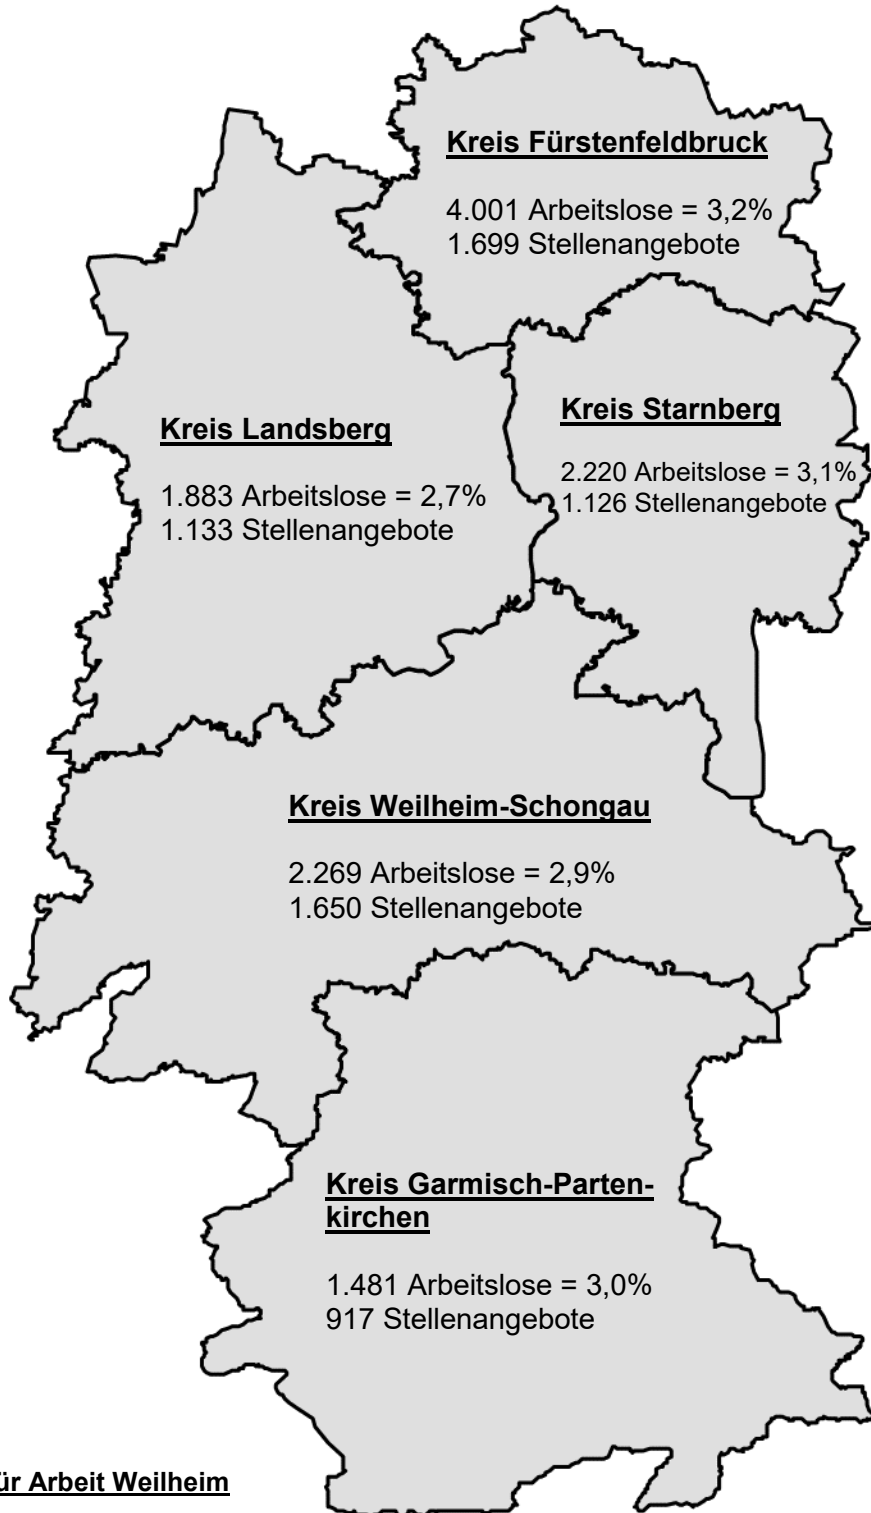 Kreis Fürstenfeldbruck
4.001 Arbeitslose = 3,2%
1.699 Stellenangebote
Kreis Starnberg
2.220 Arbeitslose = 3,1%
1.126 Stellenangebote
Kreis Landsberg
1.883 Arbeitslose = 2,7%
1.133 Stellenangebote
Kreis Weilheim-Schongau
2.269 Arbeitslose = 2,9%
1.650 Stellenangebote
Kreis Garmisch-Parten-
kirchen
1.481 Arbeitslose = 3,0%
917 Stellenangebote
Arbeit Weilheim